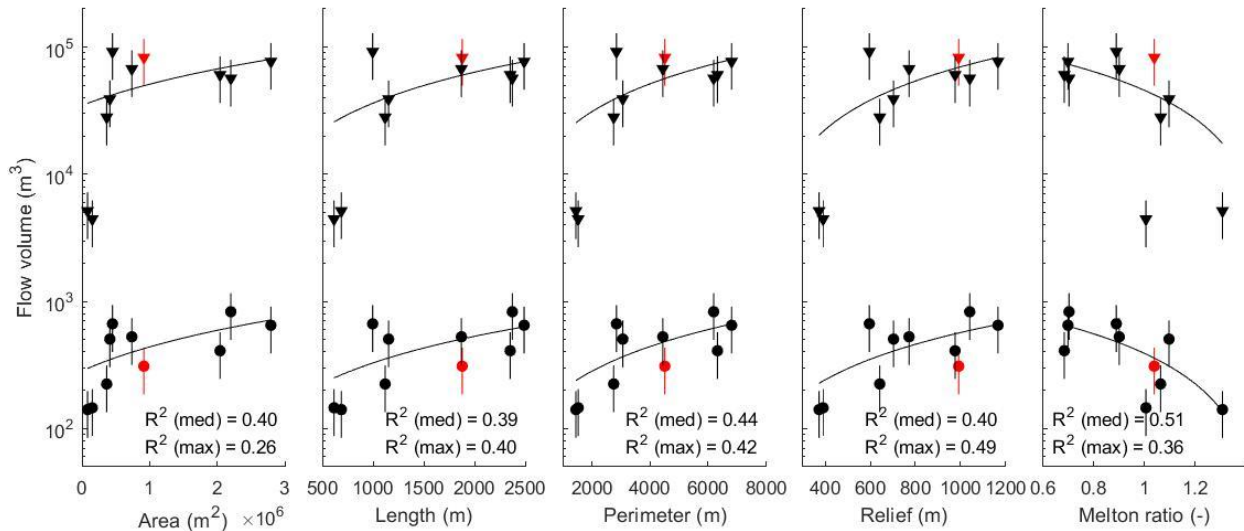 Flow volume (m³)
10⁵
10⁴
10³
10²
R² (med) = 0.40
R² (max) = 0.26
0 1 2 3
Area (m²) ×10⁶
R² (med) = 0.39
R² (max) = 0.40
500 1000 1500 2000 2500
Length (m)
R² (med) = 0.44
R² (max) = 0.42
2000 4000 6000 8000
Perimeter (m)
R² (med) = 0.40
R² (max) = 0.49
400 600 800 1000 1200
Relief (m)
R² (med) = 0.51
R² (max) = 0.36
0.6 0.8 1 1.2
Melton ratio (-)